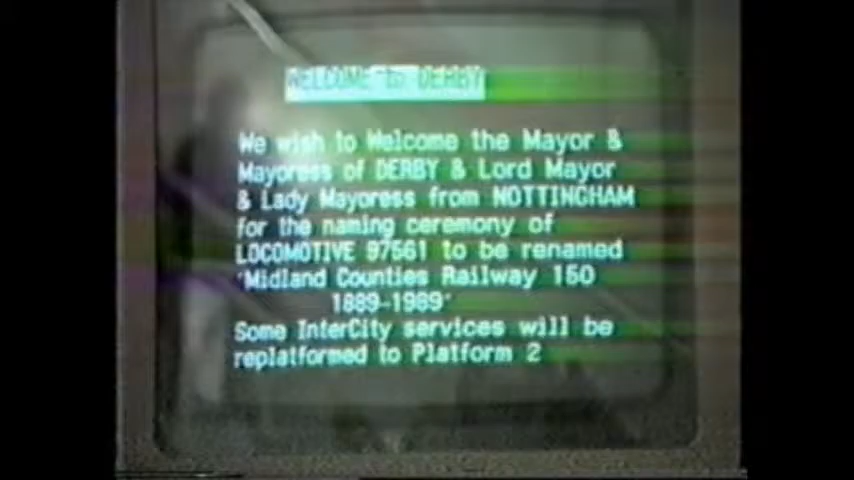 WELCOME to DERBY
We wish to Welcome the Mayor &
Mayoress of DERBY & Lord Mayor
& Lady Mayoress from NOTTINGHAM
for the naming ceremony of
LOCOMOTIVE 97561 to be renamed
'Midland Counties Railway 150
1889-1989'
Some InterCity services will be
replatformed to Platform 2